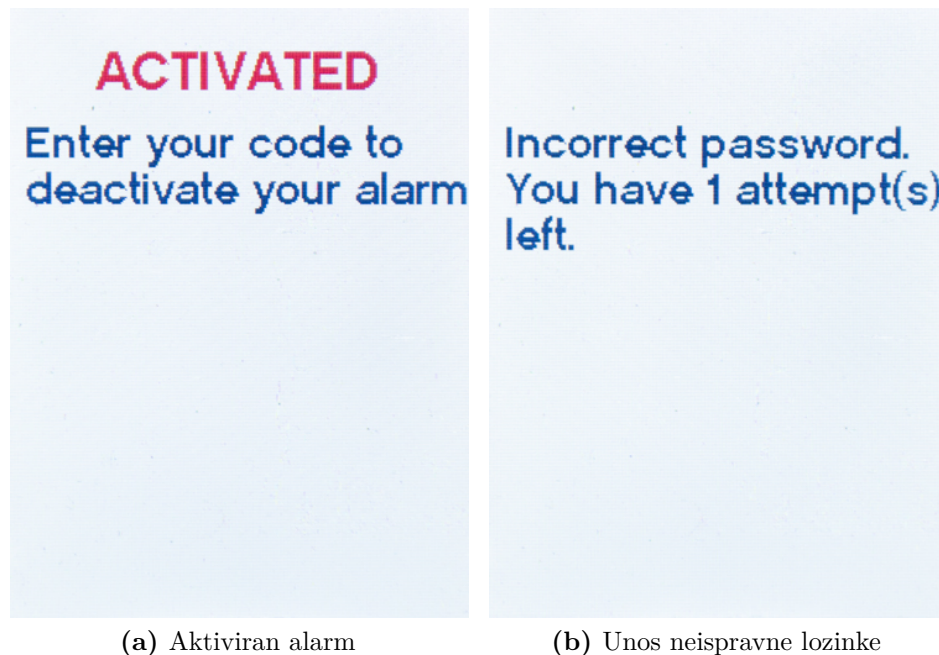 ACTIVATED
Enter your code to
deactivate your alarm
Incorrect password.
You have 1 attempt(s)
left.
(a) Aktiviran alarm
(b) Unos neispravne lozinke